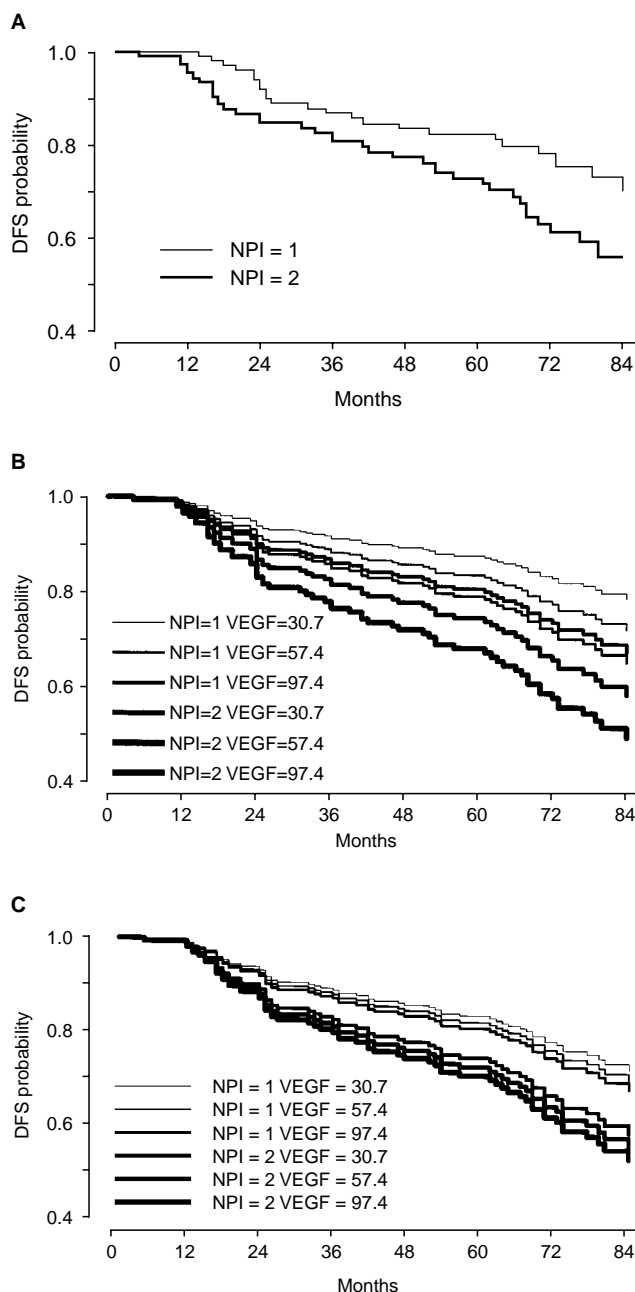 A
1.0
0.8
0.6
0.4
DFS probability
NPI = 1
NPI = 2
0 12 24 36 48 60 72 84
Months
B
1.0
0.8
0.6
0.4
DFS probability
NPI=1 VEGF=30.7
NPI=1 VEGF=57.4
NPI=1 VEGF=97.4
NPI=2 VEGF=30.7
NPI=2 VEGF=57.4
NPI=2 VEGF=97.4
0 12 24 36 48 60 72 84
Months
C
1.0
0.8
0.6
0.4
DFS probability
NPI = 1 VEGF = 30.7
NPI = 1 VEGF = 57.4
NPI = 1 VEGF = 97.4
NPI = 2 VEGF = 30.7
NPI = 2 VEGF = 57.4
NPI = 2 VEGF = 97.4
0 12 24 36 48 60 72 84
Months